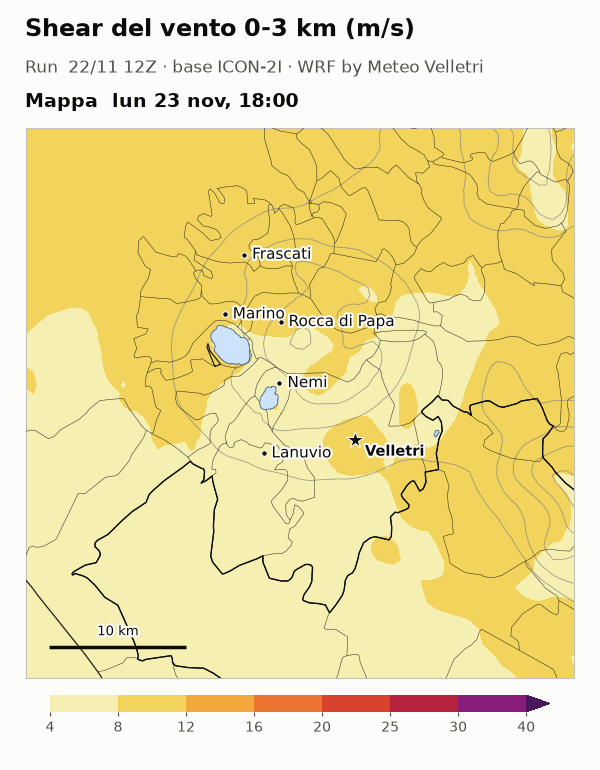 Shear del vento 0-3 km (m/s)
Run  22/11 12Z · base ICON-2I · WRF by Meteo Velletri
Mappa  lun 23 nov, 18:00
Frascati
Marino
Rocca di Papa
Nemi
Velletri
Lanuvio
10 km
4 8 12 16 20 25 30 40